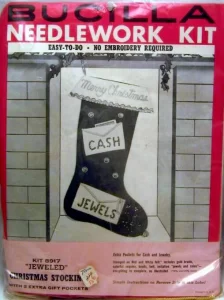 BUCILLA
NEEDLEWORK KIT
EASY-TO-DO • NO EMBROIDERY REQUIRED
Merry Christmas
CASH
JEWELS
KIT 8917
"JEWELED"
CHRISTMAS STOCKING
WITH 2 EXTRA GIFT POCKETS